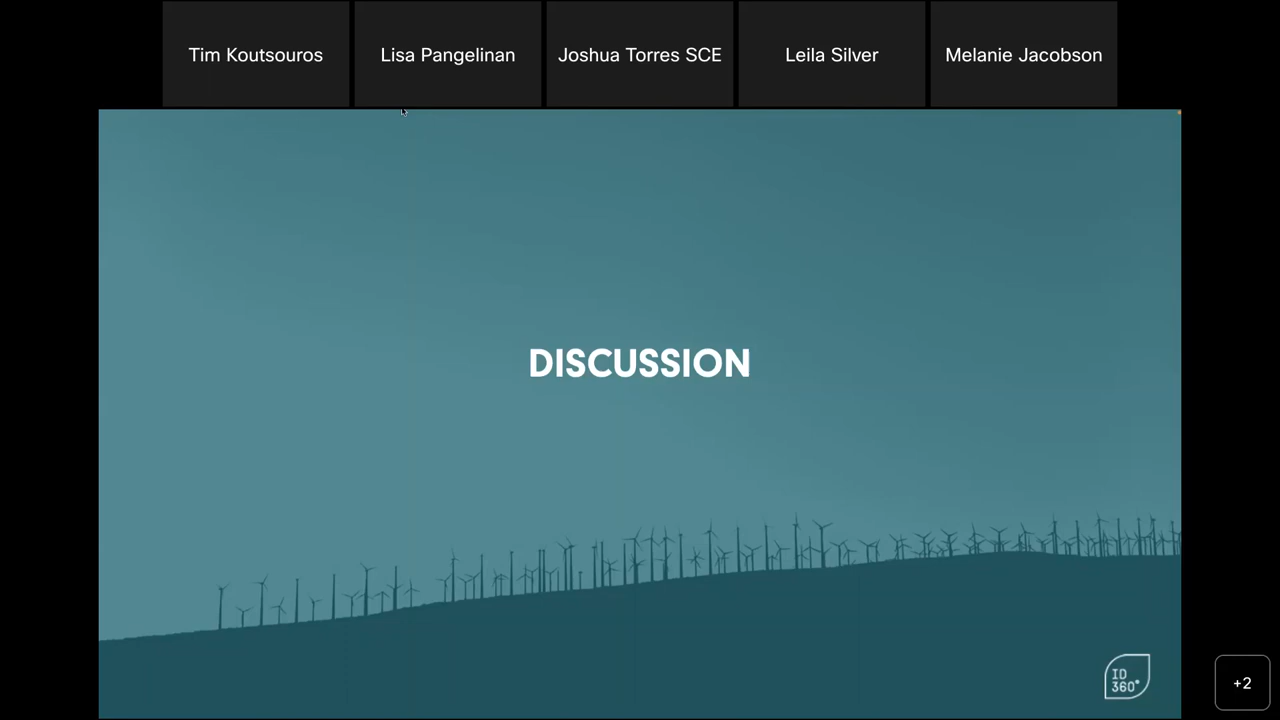 Tim Koutsouros
Lisa Pangelinan
Joshua Torres SCE
Leila Silver
Melanie Jacobson
DISCUSSION
ID
360°
+2